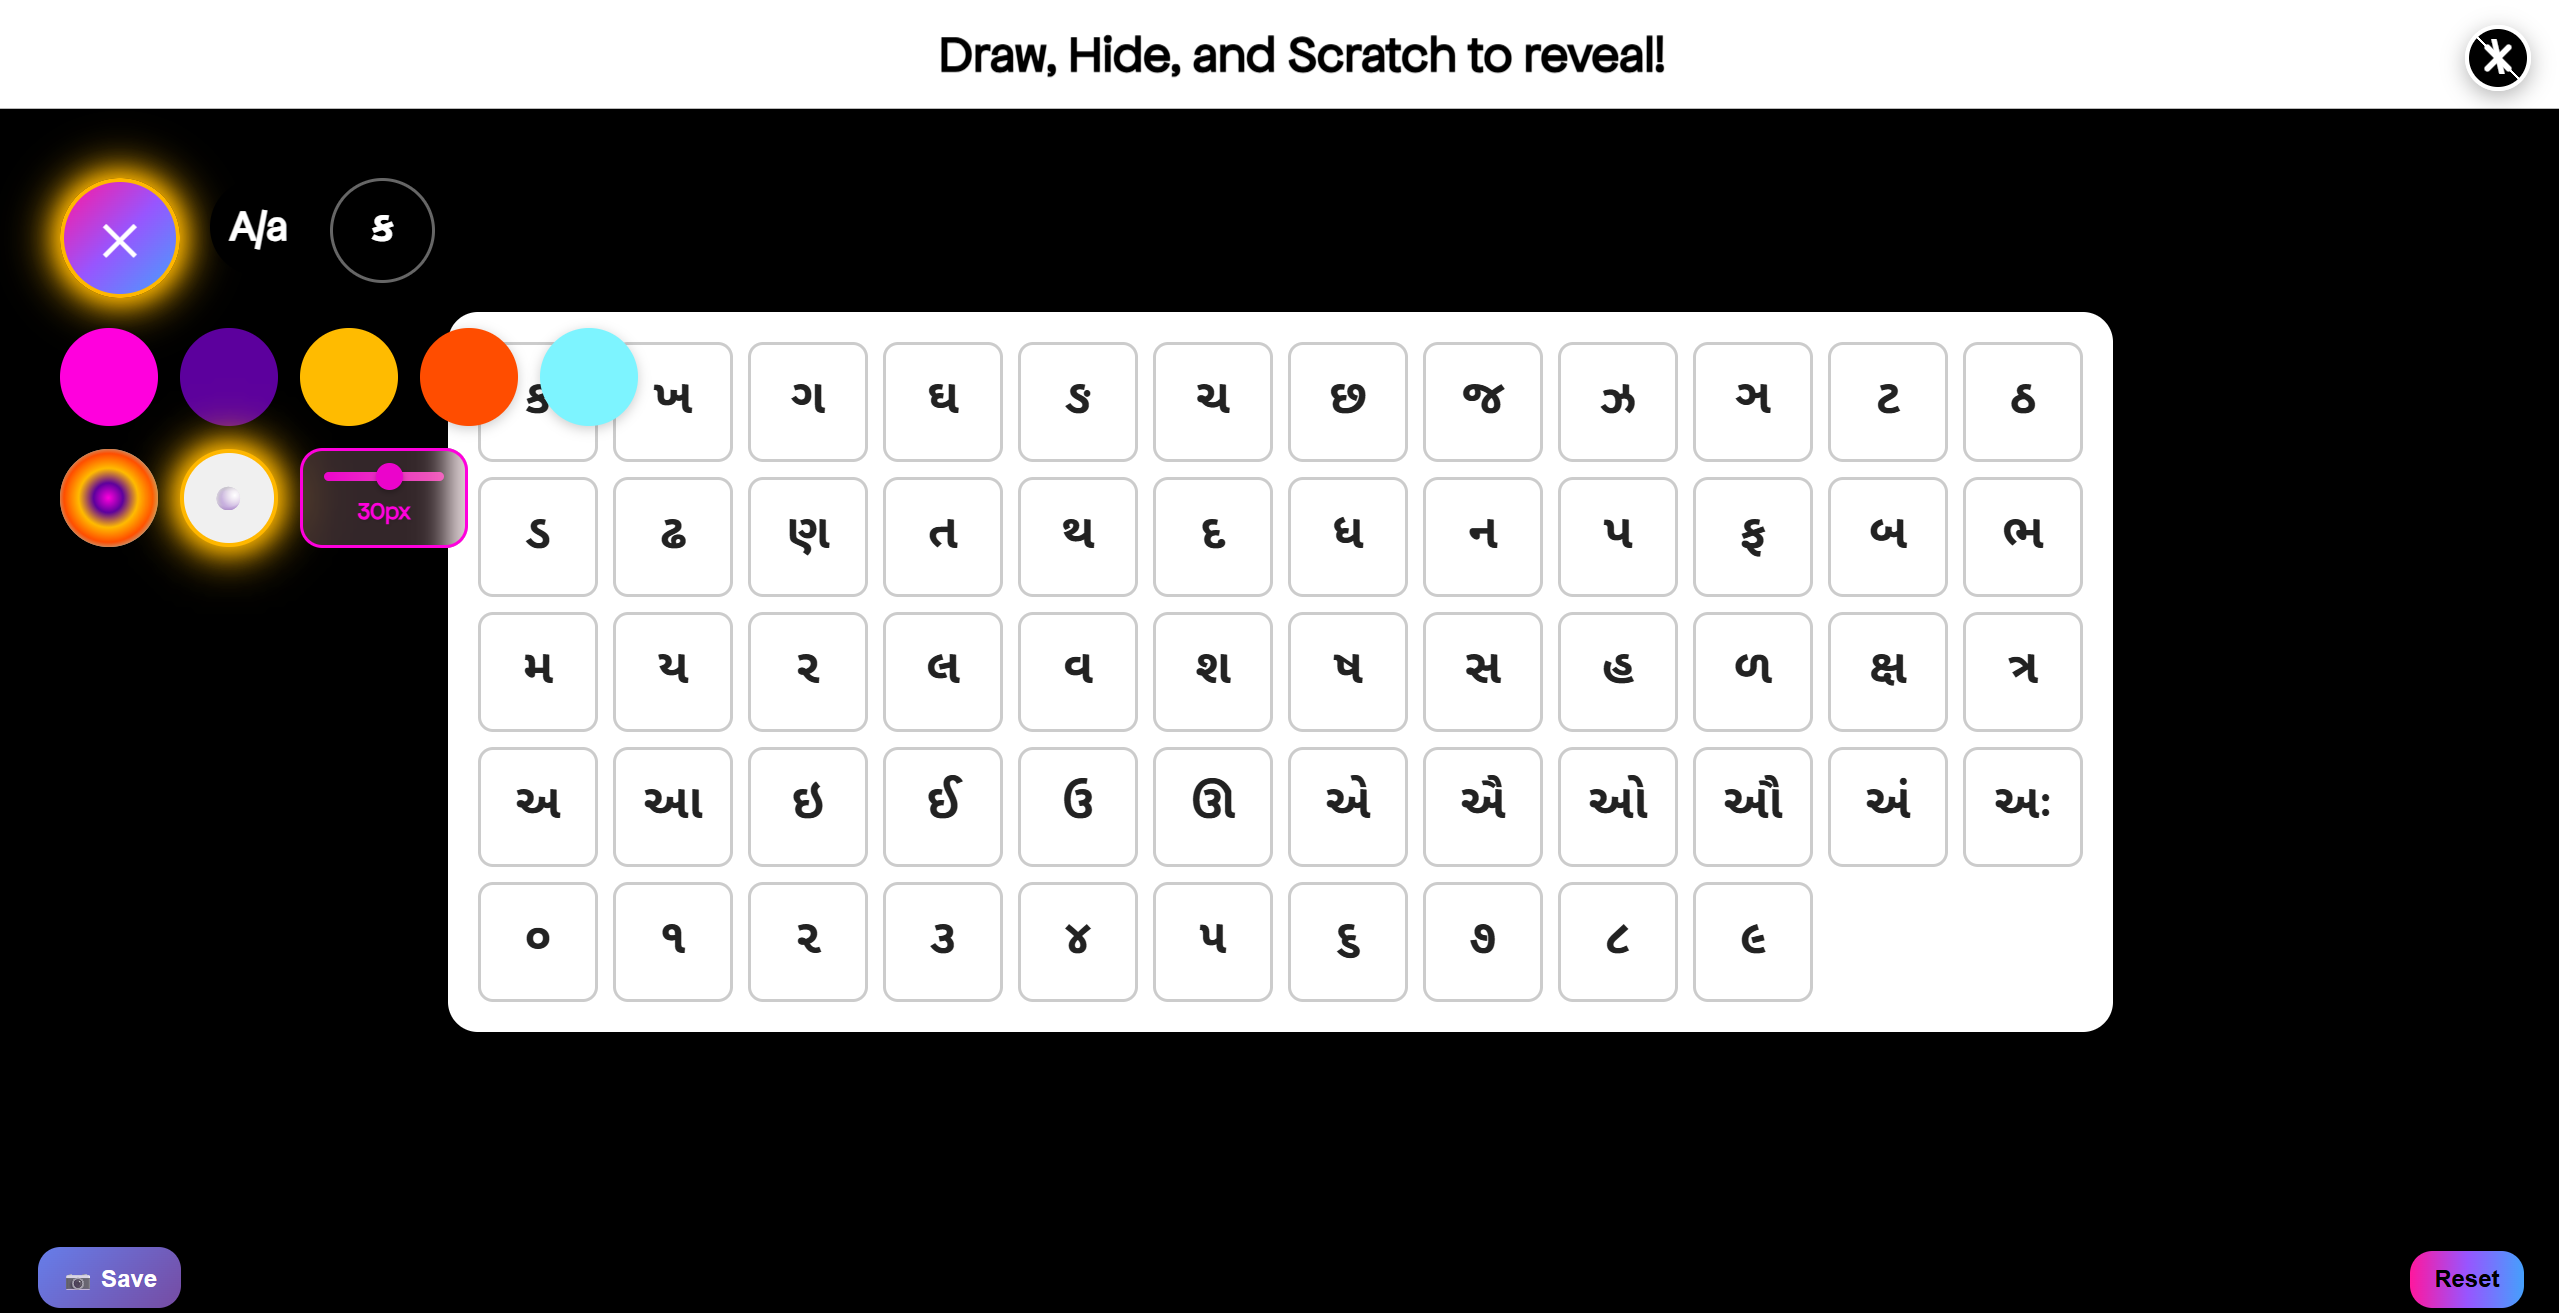 Draw, Hide, and Scratch to reveal!
A/a ક
ક ખ ગ ઘ ઙ ચ છ જ ઝ ઞ ટ ઠ
30px
ડ ઢ ણ ત થ દ ધ ન પ ફ બ ભ
મ ય ર લ વ શ ષ સ હ ળ ક્ષ ત્ર
અ આ ઇ ઈ ઉ ઊ એ ઐ ઓ ઔ અં અઃ
૦ ૧ ૨ ૩ ૪ ૫ ૬ ૭ ૮ ૯
Save
Reset